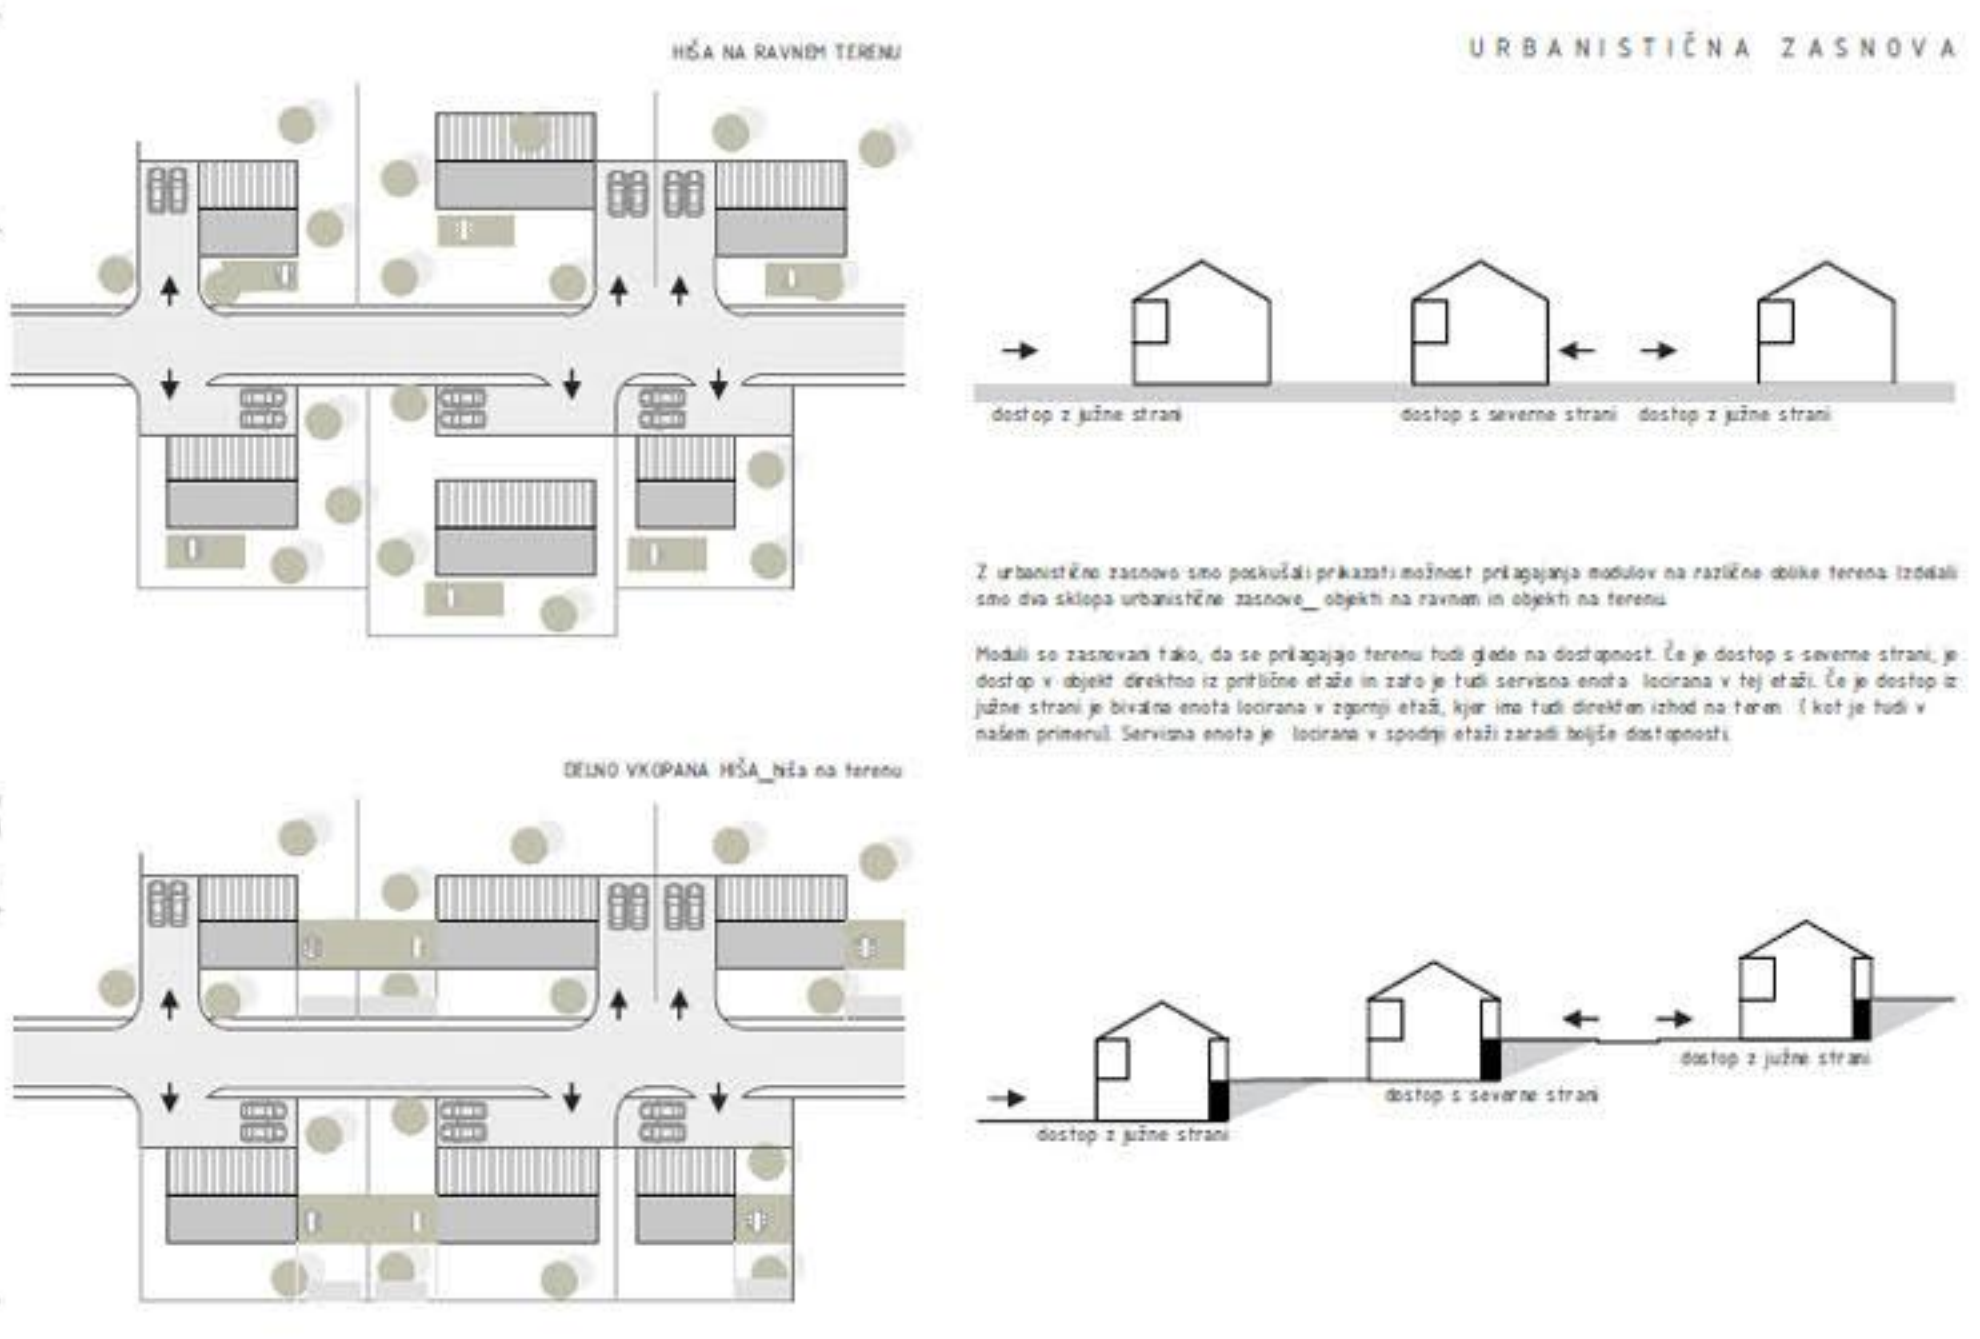 HIŠA NA RAVNEM TERENU
URBANISTIČNA ZASNOVA
dostop z južne strani
dostop s severne strani
dostop z južne strani
Z urbanistično zasnovo smo poskušali prikazati možnost prilagajanja modulov na različne oblike terena. Izdelali
smo dva sklopa urbanistične zasnove_ objekti na ravnem in objekti na terenu.
Moduli so zasnovani tako, da se prilagajajo terenu tudi glede na dostopnost. Če je dostop s severne strani, je
dostop v objekt direktno iz pritlične etaže in zato je tudi servisna enota locirana v tej etaži. Če je dostop iz
južne strani je bivalna enota locirana v zgornji etaži, kjer ima tudi direkten izhod na teren ( kot je tudi v
našem primeru). Servisna enota je locirana v spodnji etaži zaradi boljše dostopnosti.
DELNO VKOPANA HIŠA_hiša na terenu
dostop z južne strani
dostop s severne strani
dostop z južne strani